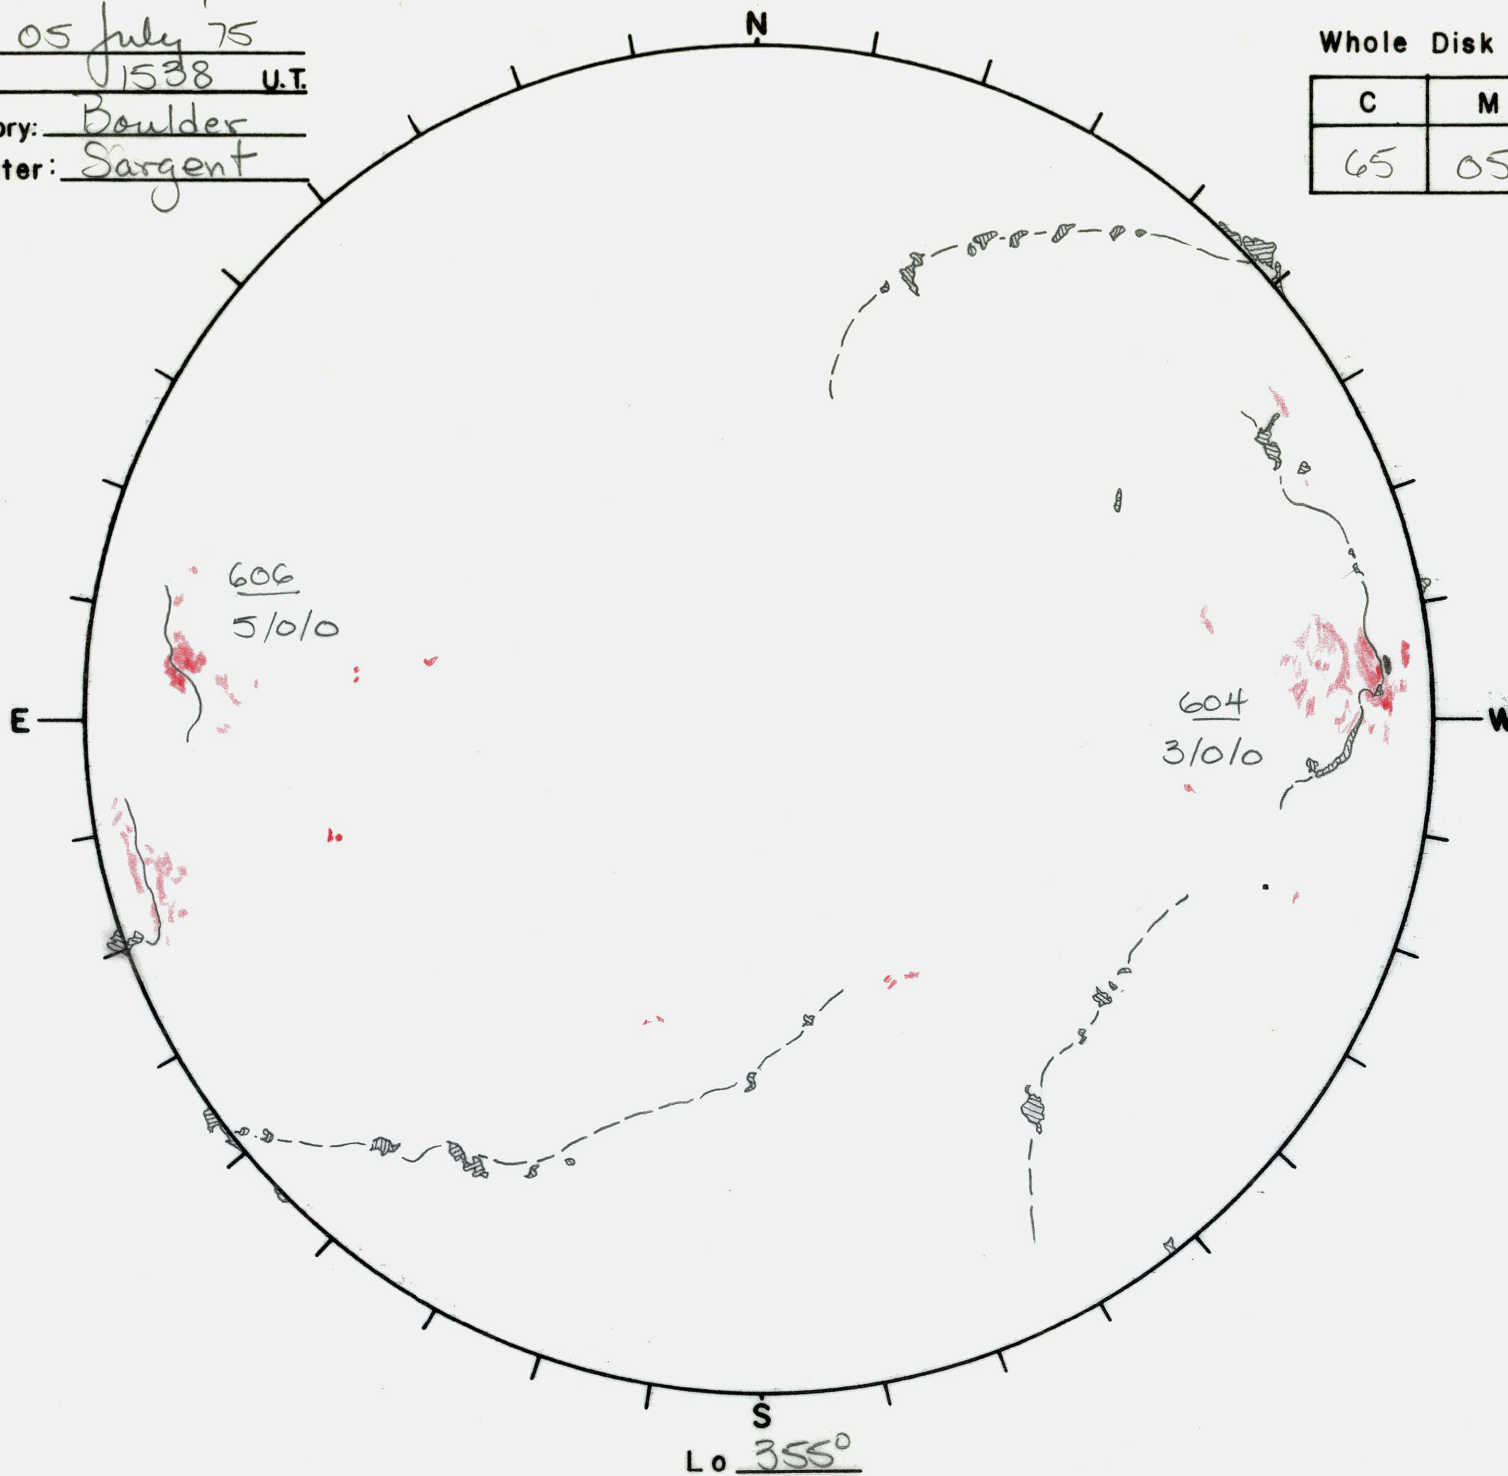 05 July '75
1538 U.T.
ory: Boulder
ter: Sargent
N
Whole Disk
C M
65 05
606
5/0/0
E
604
3/0/0
W
S
Lo 355°